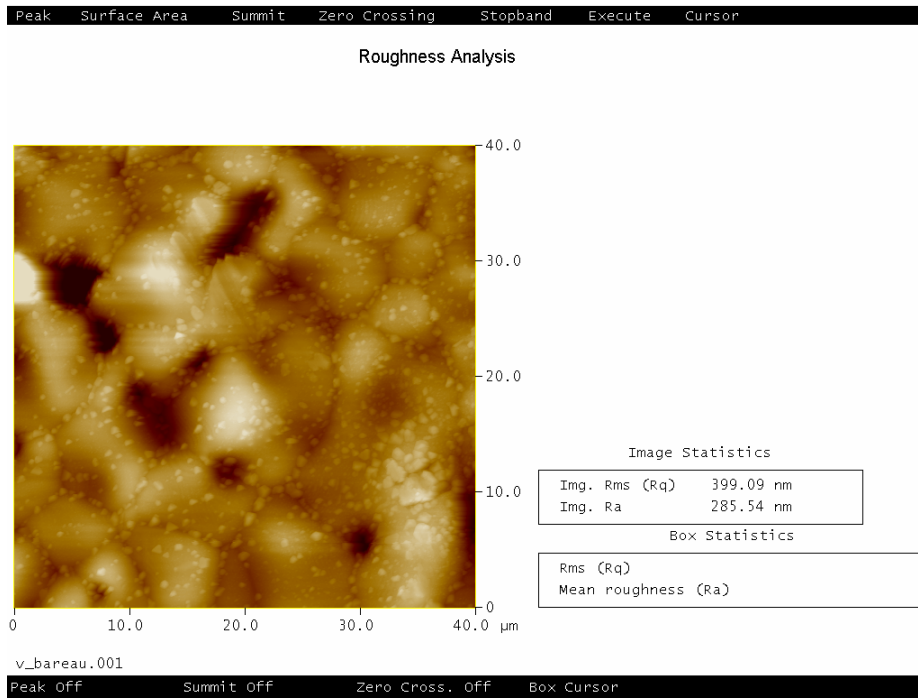 Peak Surface Area Summit Zero Crossing Stopband Execute Cursor
Roughness Analysis
40.0
30.0
20.0
10.0
0
0 10.0 20.0 30.0 40.0 µm
Image Statistics
Img. Rms (Rq) 399.09 nm
Img. Ra 285.54 nm
Box Statistics
Rms (Rq)
Mean roughness (Ra)
v_bareau.001
Peak Off Summit Off Zero Cross. Off Box Cursor